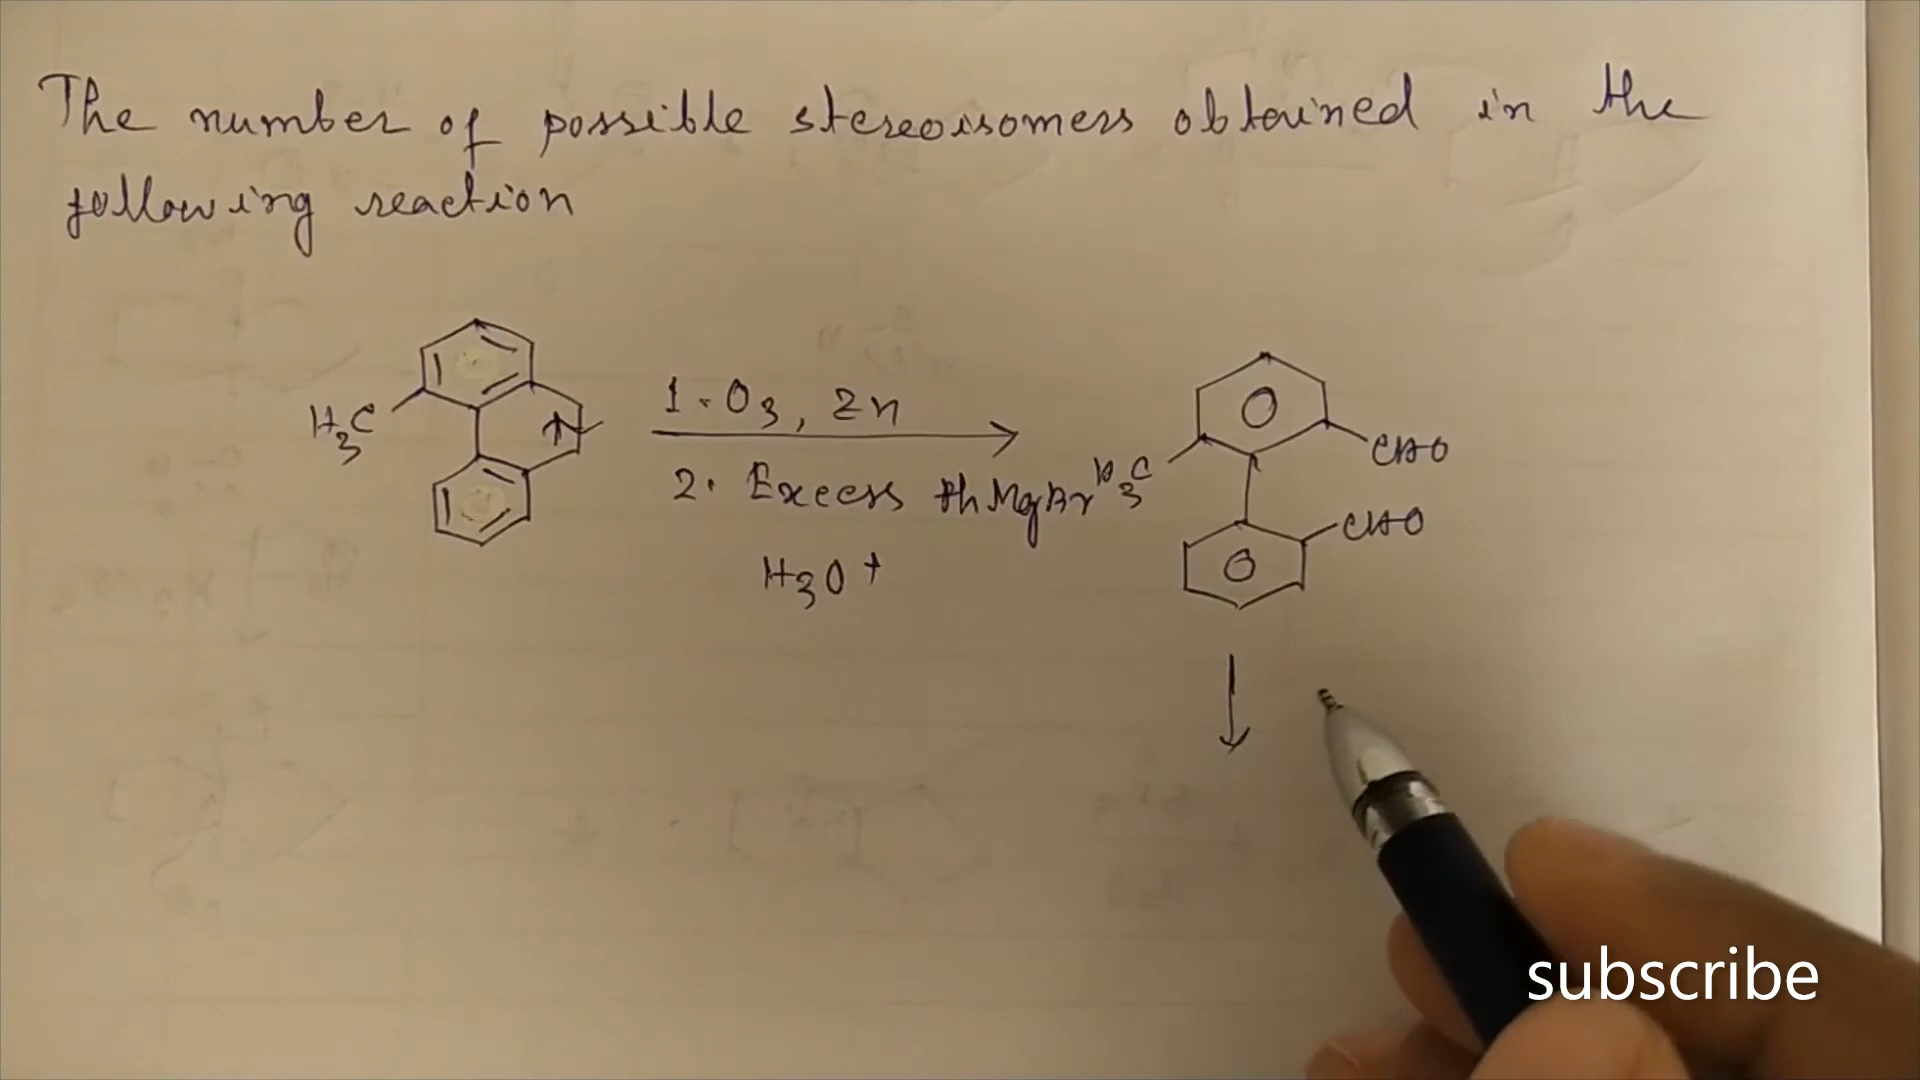 The number of possible stereoisomers obtained in the
following reaction
H3C
1. O3, Zn
2. Excess PhMgBr
H3O+
H3C
CHO
CHO
subscribe